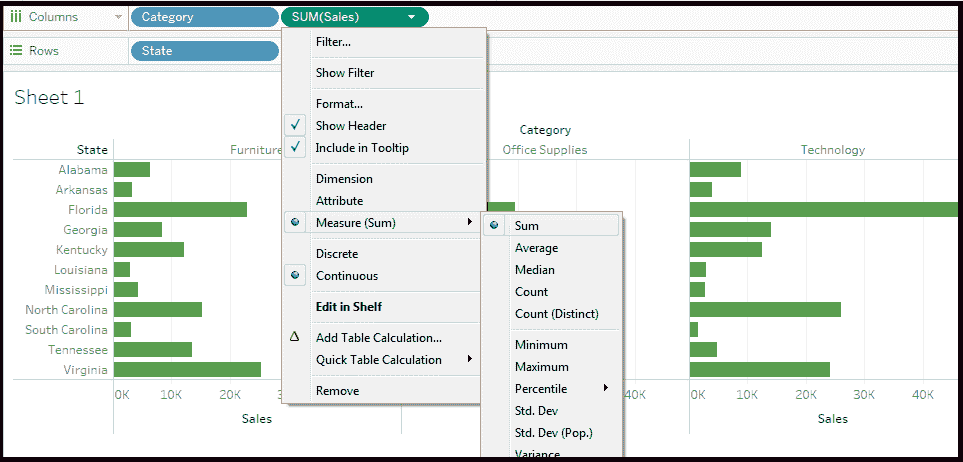 Columns
Category
SUM(Sales)
Rows
State
Filter...
Show Filter
Format...
Show Header
Include in Tooltip
Dimension
Attribute
Measure (Sum)
Discrete
Continuous
Edit in Shelf
Add Table Calculation...
Quick Table Calculation
Remove
Sum
Average
Median
Count
Count (Distinct)
Minimum
Maximum
Percentile
Std. Dev
Std. Dev (Pop.)
Variance
Sheet 1
Category
State Furniture Office Supplies Technology
Alabama
Arkansas
Florida
Georgia
Kentucky
Louisiana
Mississippi
North Carolina
South Carolina
Tennessee
Virginia
0K 10K 20K 40K 0K 10K 20K 30K 40K
Sales Sales